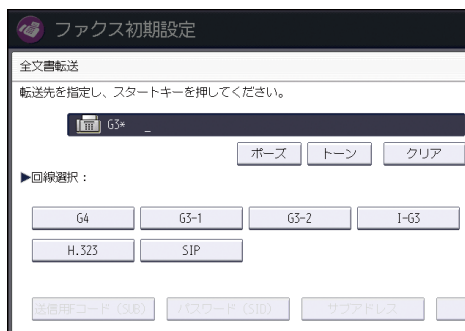 ファクス初期設定
全文書転送
転送先を指定し、スタートキーを押してください。
G3* _
ポーズ トーン クリア
▶回線選択：
G4 G3-1 G3-2 I-G3
H.323 SIP
送信用Fコード (SUB) パスワード (SID) サブアドレス